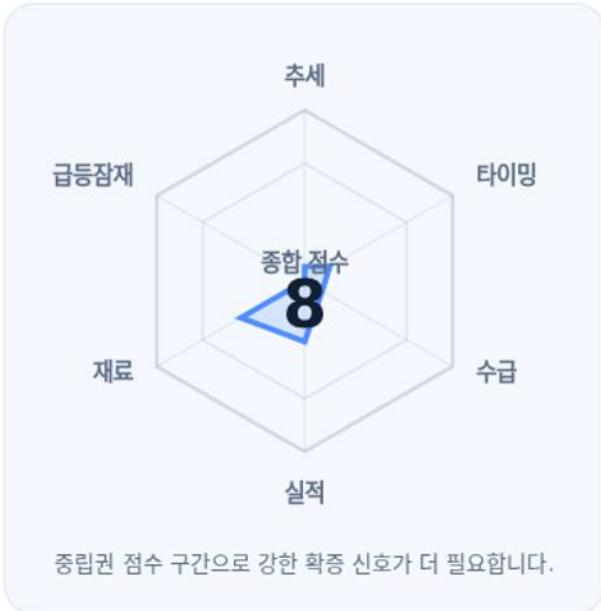 추세
급등잠재
타이밍
종합 점수
8
재료
수급
실적
중립권 점수 구간으로 강한 확증 신호가 더 필요합니다.